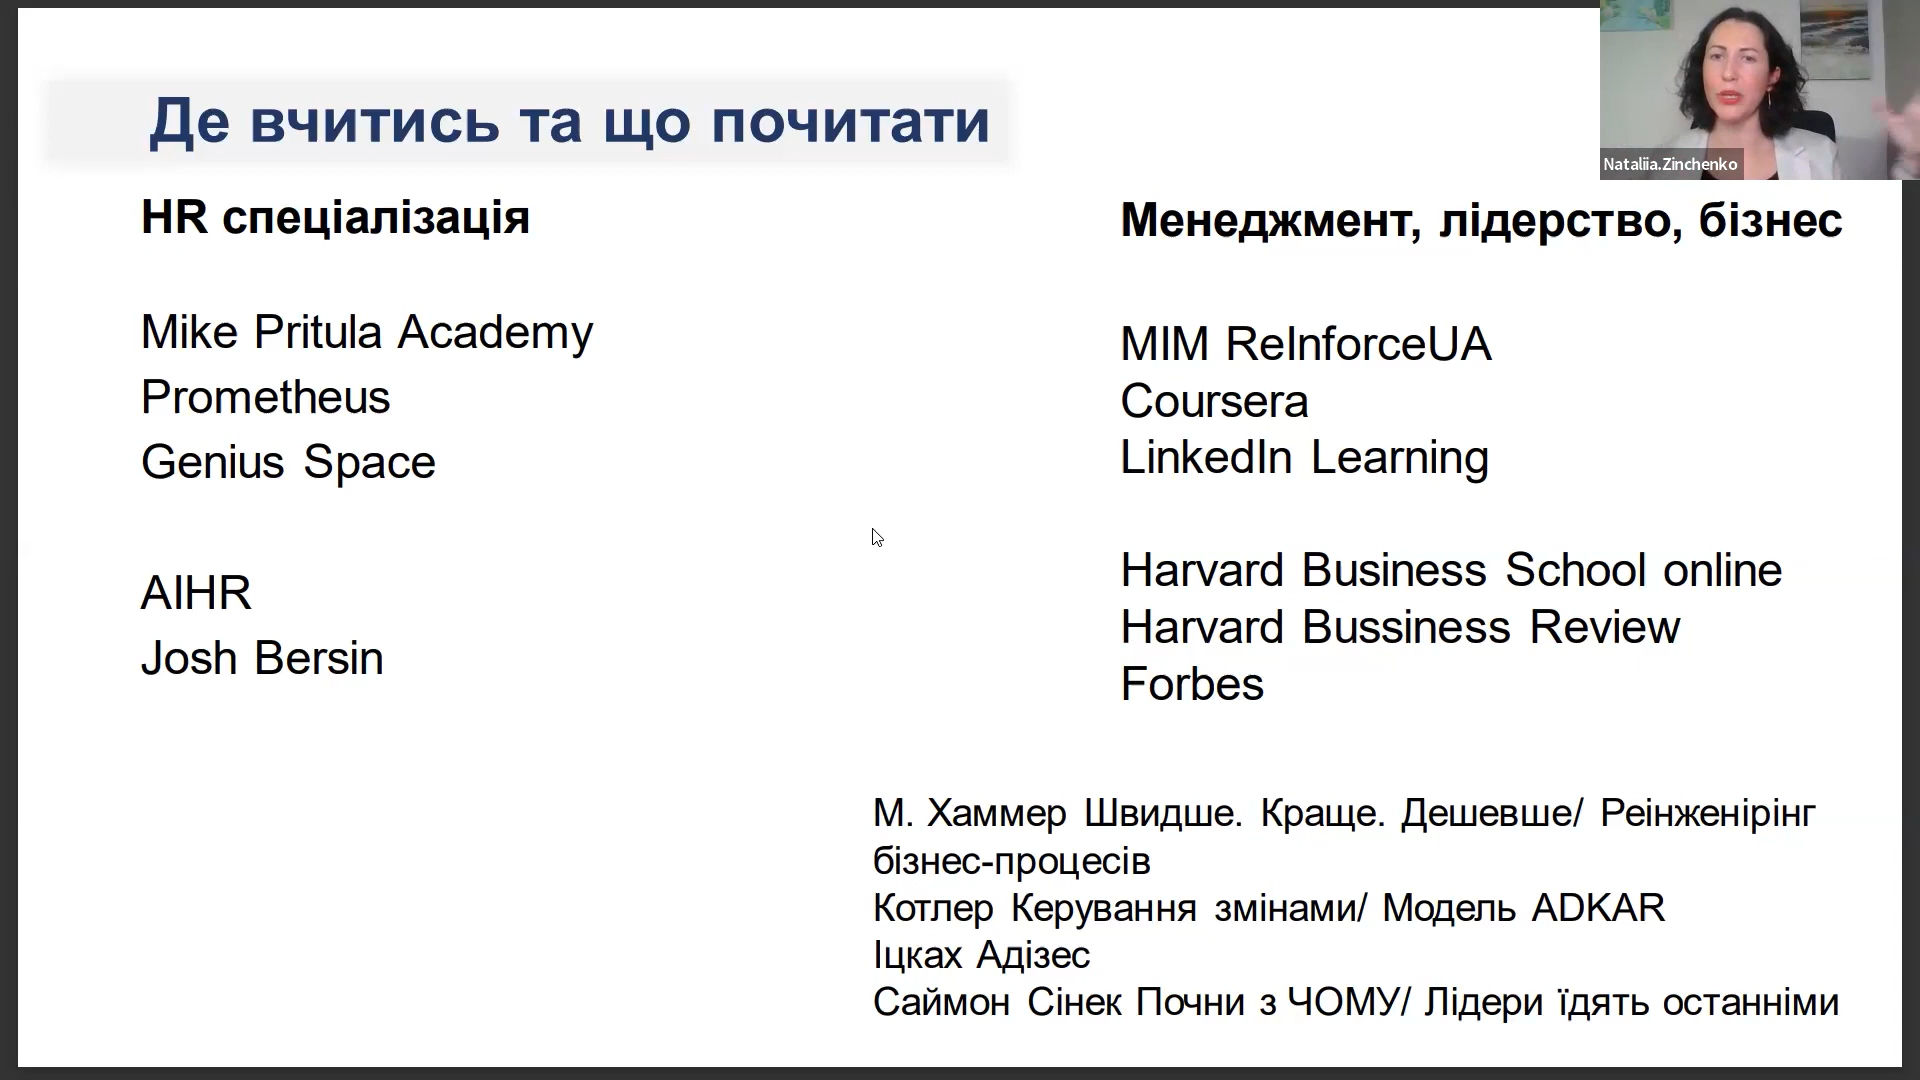 Де вчитись та що почитати
Nataliia.Zinchenko
HR спеціалізація
Mike Pritula Academy
Prometheus
Genius Space
AIHR
Josh Bersin
Менеджмент, лідерство, бізнес
MIM ReInforceUA
Coursera
LinkedIn Learning
Harvard Business School online
Harvard Bussiness Review
Forbes
М. Хаммер Швидше. Краще. Дешевше/ Реінженірінг
бізнес-процесів
Котлер Керування змінами/ Модель ADKAR
Іцках Адізес
Саймон Сінек Почни з ЧОМУ/ Лідери їдять останніми